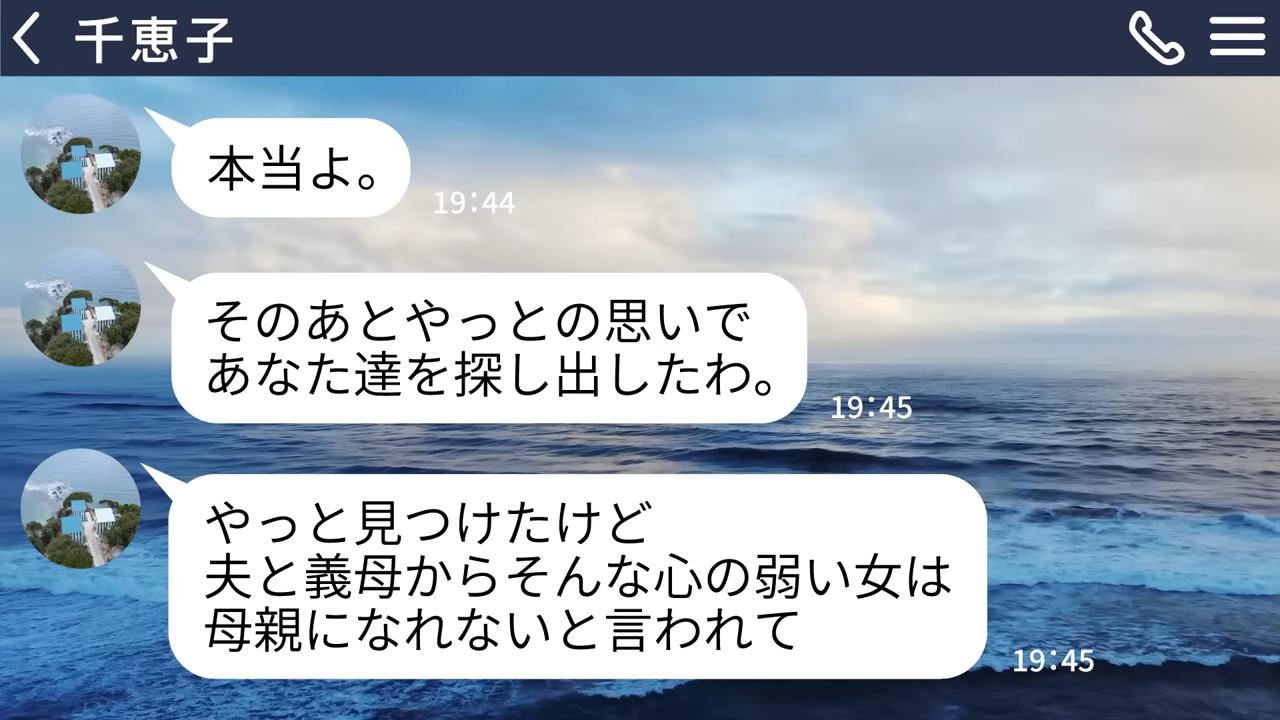 千恵子
本当よ。
19:44
そのあとやっとの思いで
あなた達を探し出したわ。
19:45
やっと見つけたけど
夫と義母からそんな心の弱い女は
母親になれないと言われて
19:45